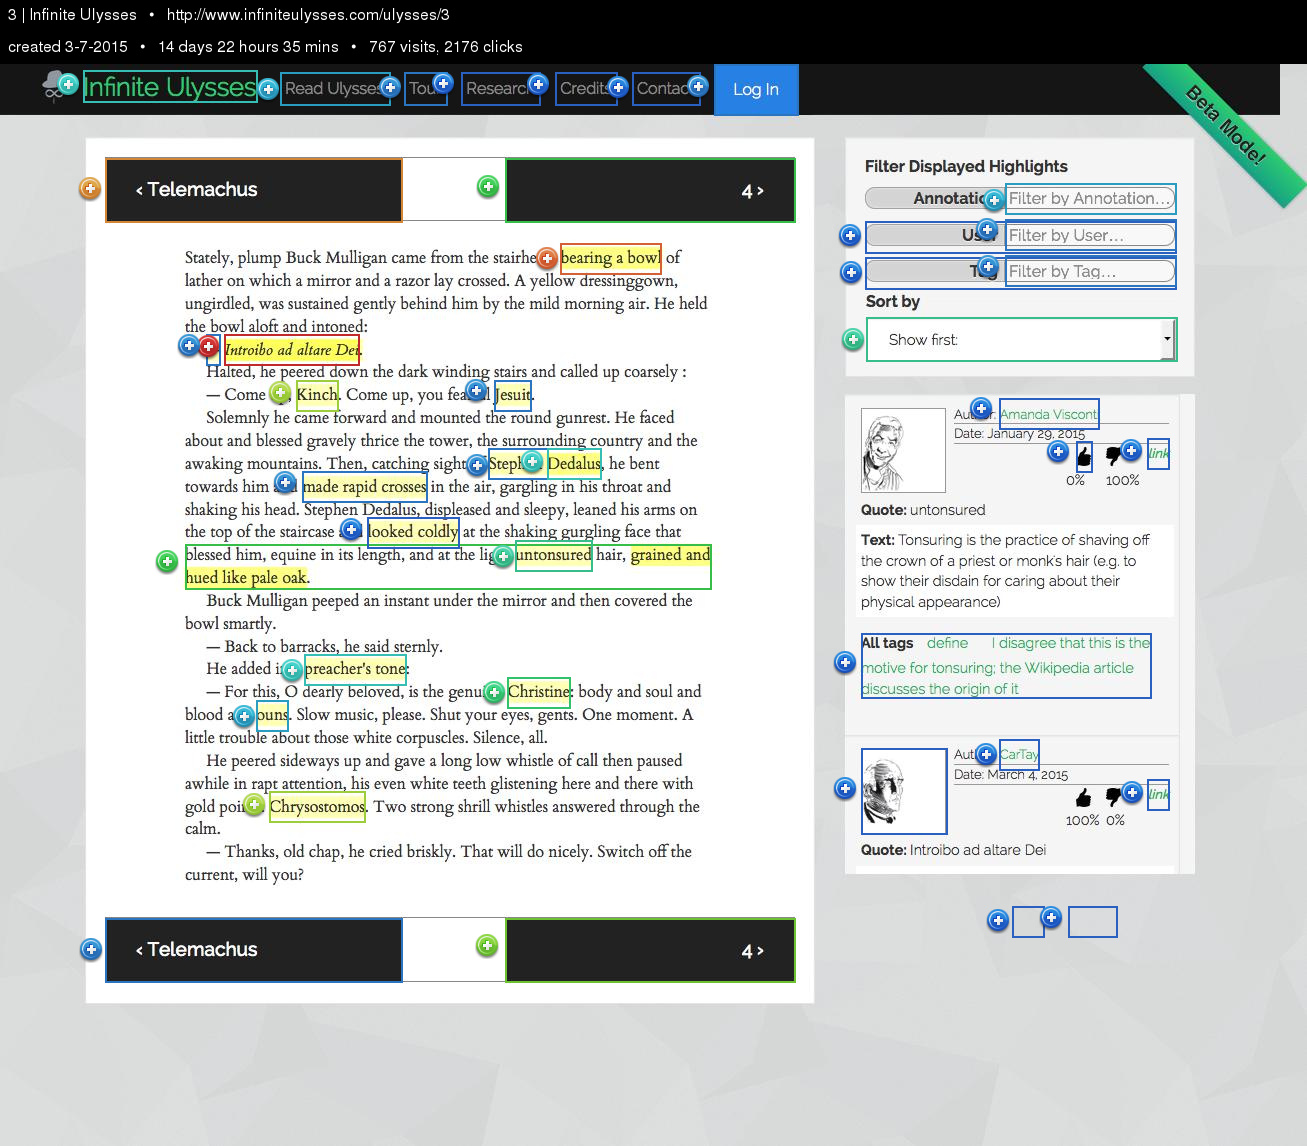 3 | Infinite Ulysses • http://www.infiniteulysses.com/ulysses/3
created 3-7-2015 • 14 days 22 hours 35 mins • 767 visits, 2176 clicks
Infinite Ulysses Read Ulysses Tour Research Credits Contact Log In
Beta Mode!
‹ Telemachus 4 ›
Stately, plump Buck Mulligan came from the stairhe bearing a bowl of
lather on which a mirror and a razor lay crossed. A yellow dressinggown,
ungirdled, was sustained gently behind him by the mild morning air. He held
the bowl aloft and intoned:
Introibo ad altare Dei.
Halted, he peered down the dark winding stairs and called up coarsely :
— Come Kinch. Come up, you fea l Jesuit.
Solemnly he came forward and mounted the round gunrest. He faced
about and blessed gravely thrice the tower, the surrounding country and the
awaking mountains. Then, catching sight Steph Dedalus, he bent
towards him made rapid crosses in the air, gargling in his throat and
shaking his head. Stephen Dedalus, displeased and sleepy, leaned his arms on
the top of the staircase looked coldly at the shaking gurgling face that
blessed him, equine in its length, and at the lig untonsured hair, grained and
hued like pale oak.
Buck Mulligan peeped an instant under the mirror and then covered the
bowl smartly.
— Back to barracks, he said sternly.
He added i preacher's tone:
— For this, O dearly beloved, is the genu Christine: body and soul and
blood a ouns. Slow music, please. Shut your eyes, gents. One moment. A
little trouble about those white corpuscles. Silence, all.
He peered sideways up and gave a long low whistle of call then paused
awhile in rapt attention, his even white teeth glistening here and there with
gold poi Chrysostomos. Two strong shrill whistles answered through the
calm.
— Thanks, old chap, he cried briskly. That will do nicely. Switch off the
current, will you?
‹ Telemachus 4 ›
Filter Displayed Highlights
Annotatio Filter by Annotation...
User Filter by User...
Tag Filter by Tag...
Sort by
Show first:
Author: Amanda Viscont
Date: January 29, 2015
link
0% 100%
Quote: untonsured
Text: Tonsuring is the practice of shaving off
the crown of a priest or monk's hair (e.g. to
show their disdain for caring about their
physical appearance)
All tags define I disagree that this is the
motive for tonsuring; the Wikipedia article
discusses the origin of it
Aut CarTay
Date: March 4, 2015
link
100% 0%
Quote: Introibo ad altare Dei